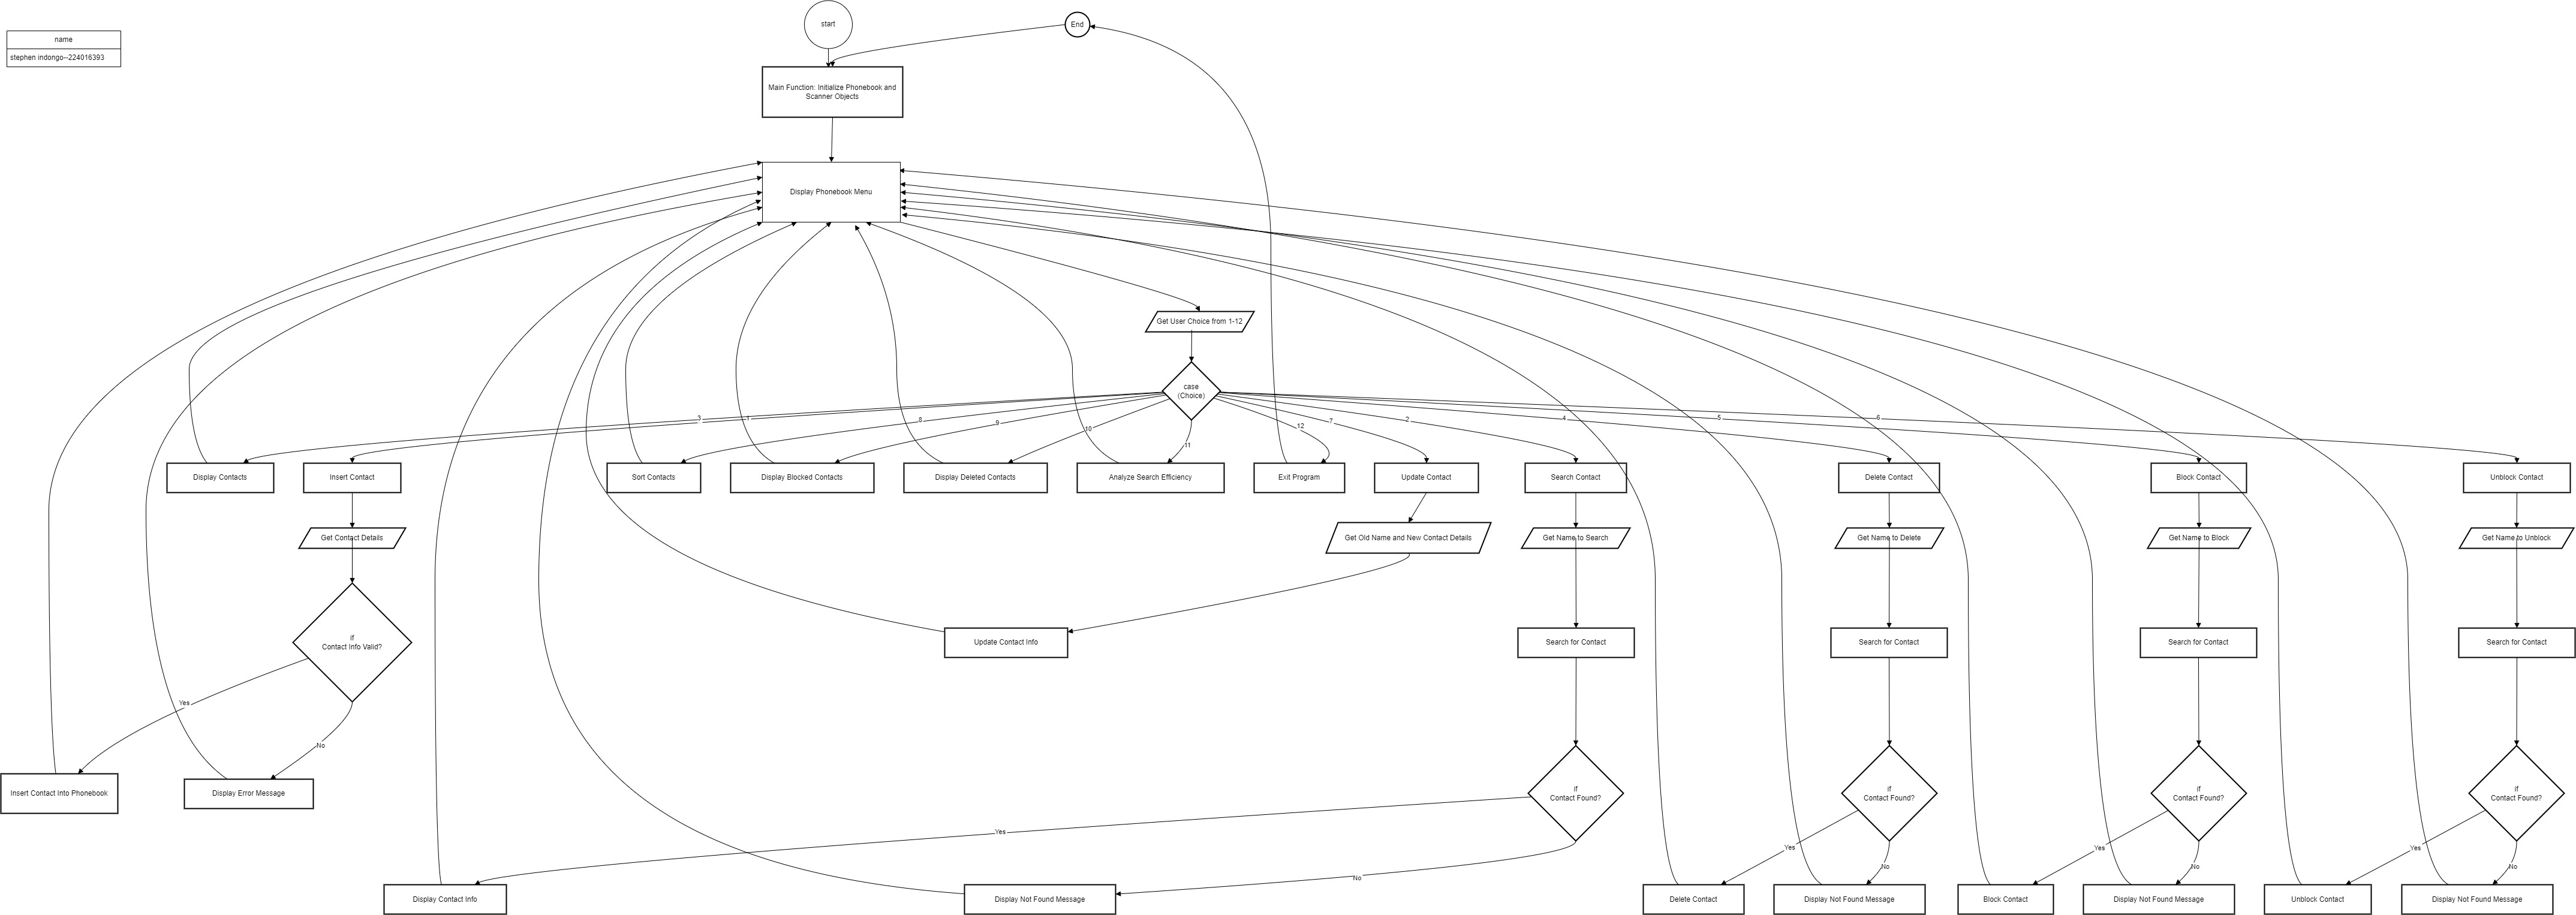 start
End
name
stephen indongo--224016393
Main Function: Initialize Phonebook and
Scanner Objects
Display Phonebook Menu
Get User Choice from 1-12
case
(Choice)
3
1
8
9
10
11
12
7
2
4
5
6
Display Contacts
Insert Contact
Sort Contacts
Display Blocked Contacts
Display Deleted Contacts
Analyze Search Efficiency
Exit Program
Update Contact
Search Contact
Delete Contact
Block Contact
Unblock Contact
Get Contact Details
Get Old Name and New Contact Details
Get Name to Search
Get Name to Delete
Get Name to Block
Get Name to Unblock
if
Contact Info Valid?
Update Contact Info
Search for Contact
Search for Contact
Search for Contact
Search for Contact
Yes
No
Insert Contact Into Phonebook
Display Error Message
if
Contact Found?
if
Contact Found?
if
Contact Found?
if
Contact Found?
Yes
No
Yes
No
Yes
No
Yes
No
Display Contact Info
Display Not Found Message
Delete Contact
Display Not Found Message
Block Contact
Display Not Found Message
Unblock Contact
Display Not Found Message